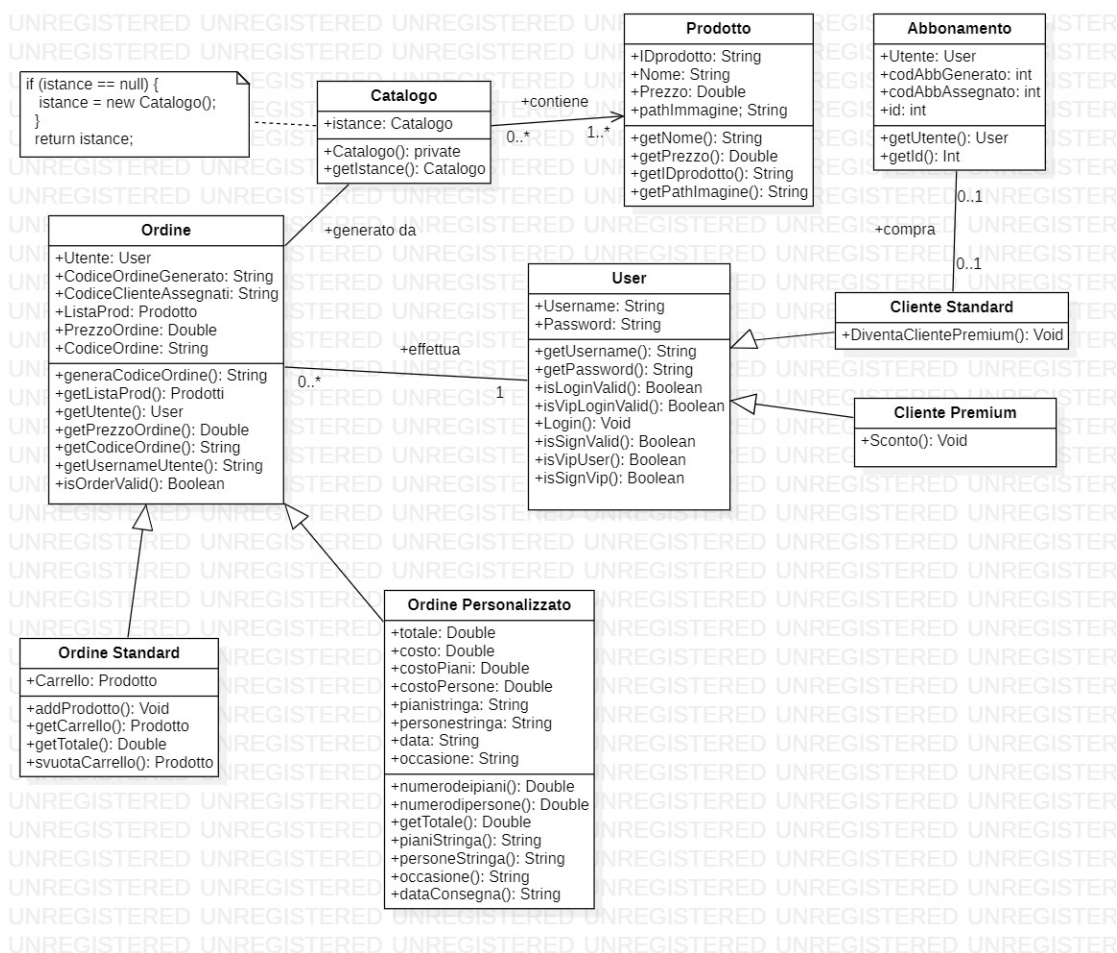 Prodotto
+IDprodotto: String
+Nome: String
+Prezzo: Double
+pathImmagine; String
+getNome(): String
+getPrezzo(): Double
+getIDprodotto(): String
+getPathImagine(): String
Abbonamento
+Utente: User
+codAbbGenerato: int
+codAbbAssegnato: int
+id: int
+getUtente(): User
+getId(): Int
if (istance == null) {
istance = new Catalogo();
}
return istance;
Catalogo
+istance: Catalogo
+Catalogo(): private
+getIstance(): Catalogo
+contiene
0..*
1..*
+generato da
0..1
+compra
0..1
Ordine
+Utente: User
+CodiceOrdineGenerato: String
+CodiceClienteAssegnati: String
+ListaProd: Prodotto
+PrezzoOrdine: Double
+CodiceOrdine: String
+generaCodiceOrdine(): String
+getListaProd(): Prodotti
+getUtente(): User
+getPrezzoOrdine(): Double
+getCodiceOrdine(): String
+getUsernameUtente(): String
+isOrderValid(): Boolean
+effettua
0..*
1
User
+Username: String
+Password: String
+getUsername(): String
+getPassword(): String
+isLoginValid(): Boolean
+isVipLoginValid(): Boolean
+Login(): Void
+isSignValid(): Boolean
+isVipUser(): Boolean
+isSignVip(): Boolean
Cliente Standard
+DiventaClientePremium(): Void
Cliente Premium
+Sconto(): Void
Ordine Standard
+Carrello: Prodotto
+addProdotto(): Void
+getCarrello(): Prodotto
+getTotale(): Double
+svuotaCarrello(): Prodotto
Ordine Personalizzato
+totale: Double
+costo: Double
+costoPiani: Double
+costoPersone: Double
+pianistringa: String
+personestringa: String
+data: String
+occasione: String
+numerodeipiani(): Double
+numerodipersone(): Double
+getTotale(): Double
+pianiStringa(): String
+personeStringa(): String
+occasione(): String
+dataConsegna(): String
UNREGISTERED UNREGISTERED UNREGISTERED UNREGISTERED UNREGISTERED UNREGISTER